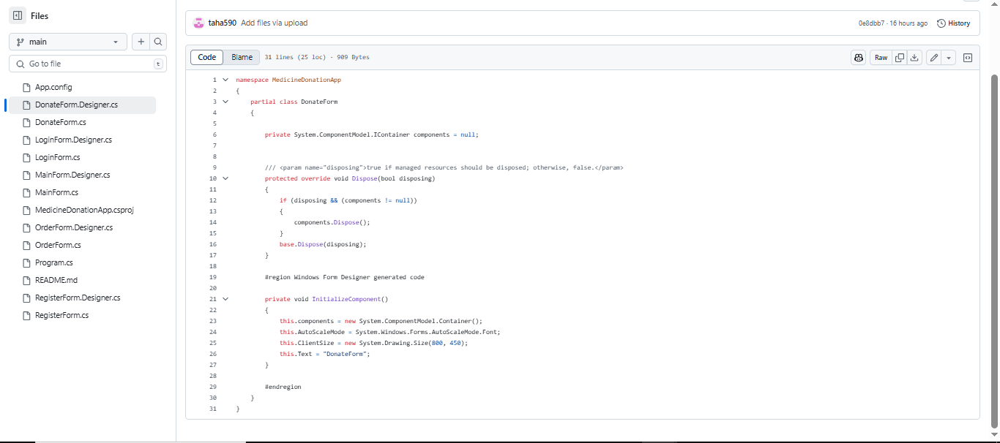 Files
main
Go to file
t
App.config
DonateForm.Designer.cs
DonateForm.cs
LoginForm.Designer.cs
LoginForm.cs
MainForm.Designer.cs
MainForm.cs
MedicineDonationApp.csproj
OrderForm.Designer.cs
OrderForm.cs
Program.cs
README.md
RegisterForm.Designer.cs
RegisterForm.cs
taha590 Add files via upload 0e8dbb7 · 16 hours ago History
Code Blame 31 lines (25 loc) · 909 Bytes Raw
1 namespace MedicineDonationApp
2 {
3 partial class DonateForm
4 {
5
6 private System.ComponentModel.IContainer components = null;
7
8
9 /// <param name="disposing">true if managed resources should be disposed; otherwise, false.</param>
10 protected override void Dispose(bool disposing)
11 {
12 if (disposing && (components != null))
13 {
14 components.Dispose();
15 }
16 base.Dispose(disposing);
17 }
18
19 #region Windows Form Designer generated code
20
21 private void InitializeComponent()
22 {
23 this.components = new System.ComponentModel.Container();
24 this.AutoScaleMode = System.Windows.Forms.AutoScaleMode.Font;
25 this.ClientSize = new System.Drawing.Size(800, 450);
26 this.Text = "DonateForm";
27 }
28
29 #endregion
30 }
31 }